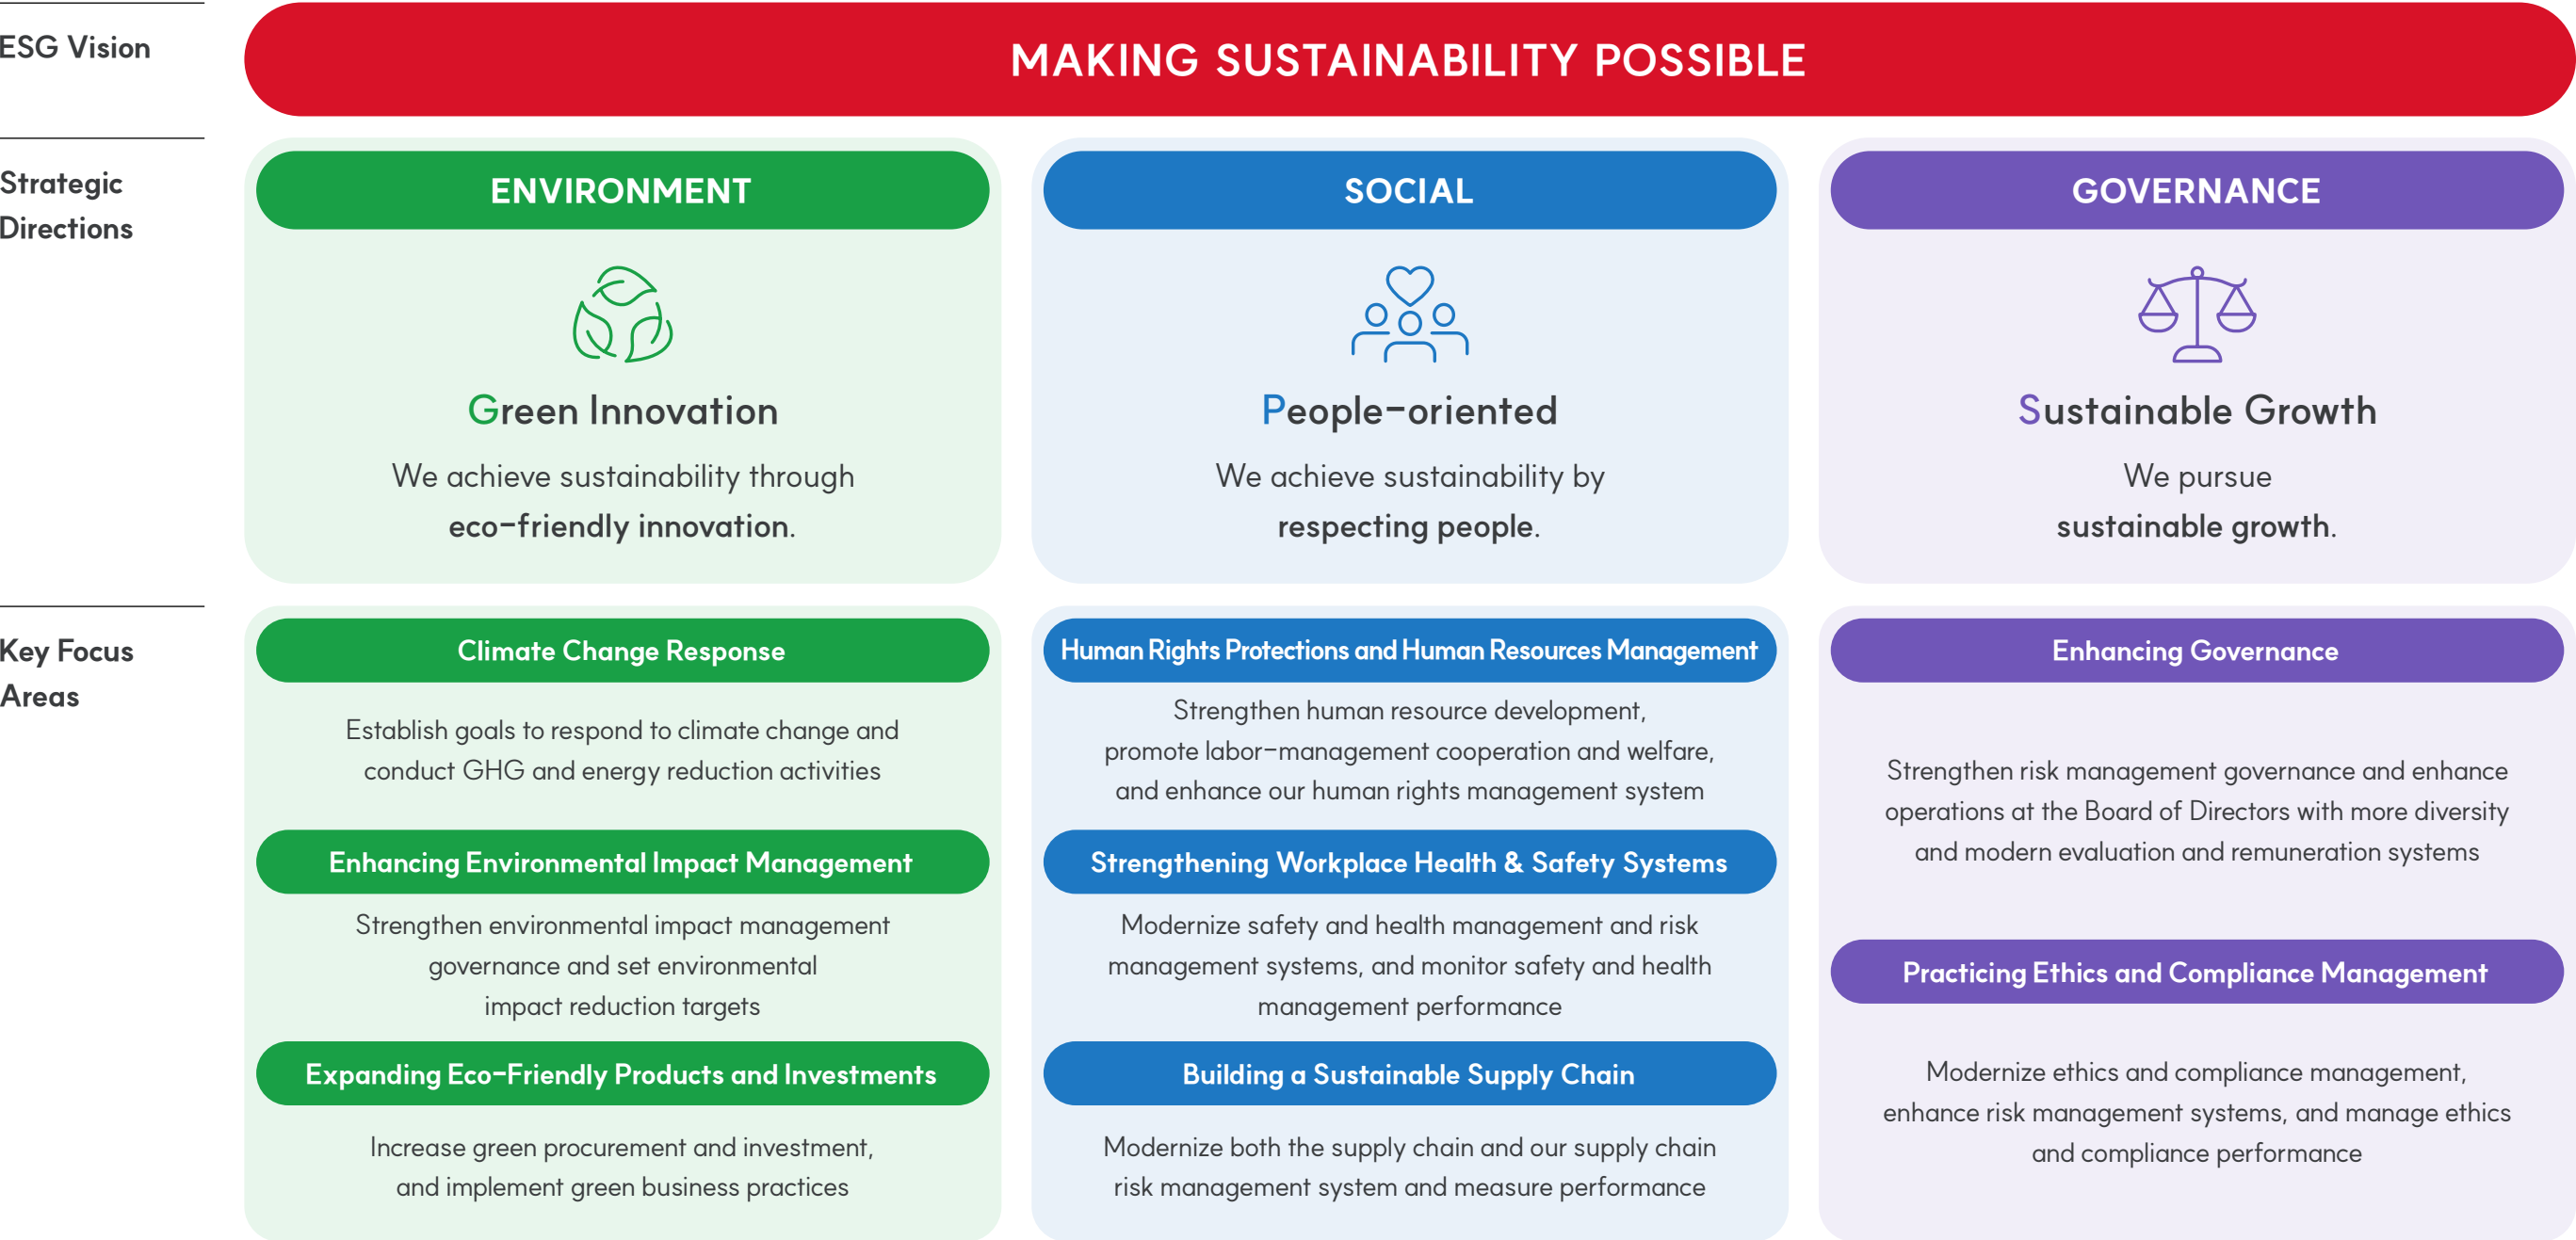 ESG Vision
MAKING SUSTAINABILITY POSSIBLE
Strategic
Directions
ENVIRONMENT
Green Innovation
We achieve sustainability through
eco-friendly innovation.
SOCIAL
People-oriented
We achieve sustainability by
respecting people.
GOVERNANCE
Sustainable Growth
We pursue
sustainable growth.
Key Focus
Areas
Climate Change Response
Establish goals to respond to climate change and
conduct GHG and energy reduction activities
Enhancing Environmental Impact Management
Strengthen environmental impact management
governance and set environmental
impact reduction targets
Expanding Eco-Friendly Products and Investments
Increase green procurement and investment,
and implement green business practices
Human Rights Protections and Human Resources Management
Strengthen human resource development,
promote labor-management cooperation and welfare,
and enhance our human rights management system
Strengthening Workplace Health & Safety Systems
Modernize safety and health management and risk
management systems, and monitor safety and health
management performance
Building a Sustainable Supply Chain
Modernize both the supply chain and our supply chain
risk management system and measure performance
Enhancing Governance
Strengthen risk management governance and enhance
operations at the Board of Directors with more diversity
and modern evaluation and remuneration systems
Practicing Ethics and Compliance Management
Modernize ethics and compliance management,
enhance risk management systems, and manage ethics
and compliance performance